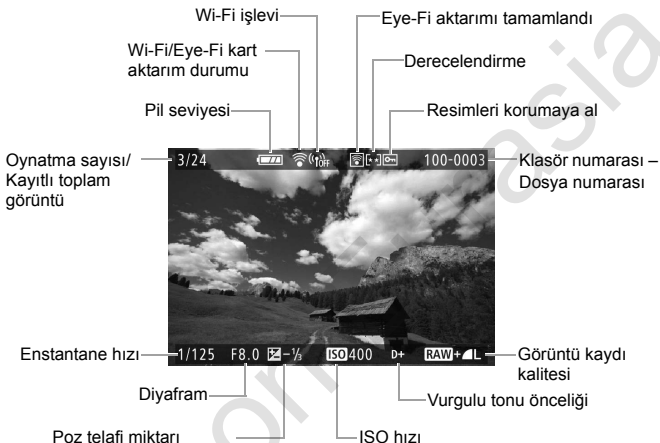 Wi-Fi işlevi
Eye-Fi aktarımı tamamlandı
Wi-Fi/Eye-Fi kart
aktarım durumu
Derecelendirme
Pil seviyesi
Resimleri korumaya al
Oynatma sayısı/
Kayıtlı toplam
görüntü
3/24
OFF
100-0003
Klasör numarası –
Dosya numarası
Enstantane hızı
1/125 F8.0 -⅓ ISO 400 D+ RAW+L
Görüntü kaydı
kalitesi
Diyafram
Vurgulu tonu önceliği
Poz telafi miktarı
ISO hızı